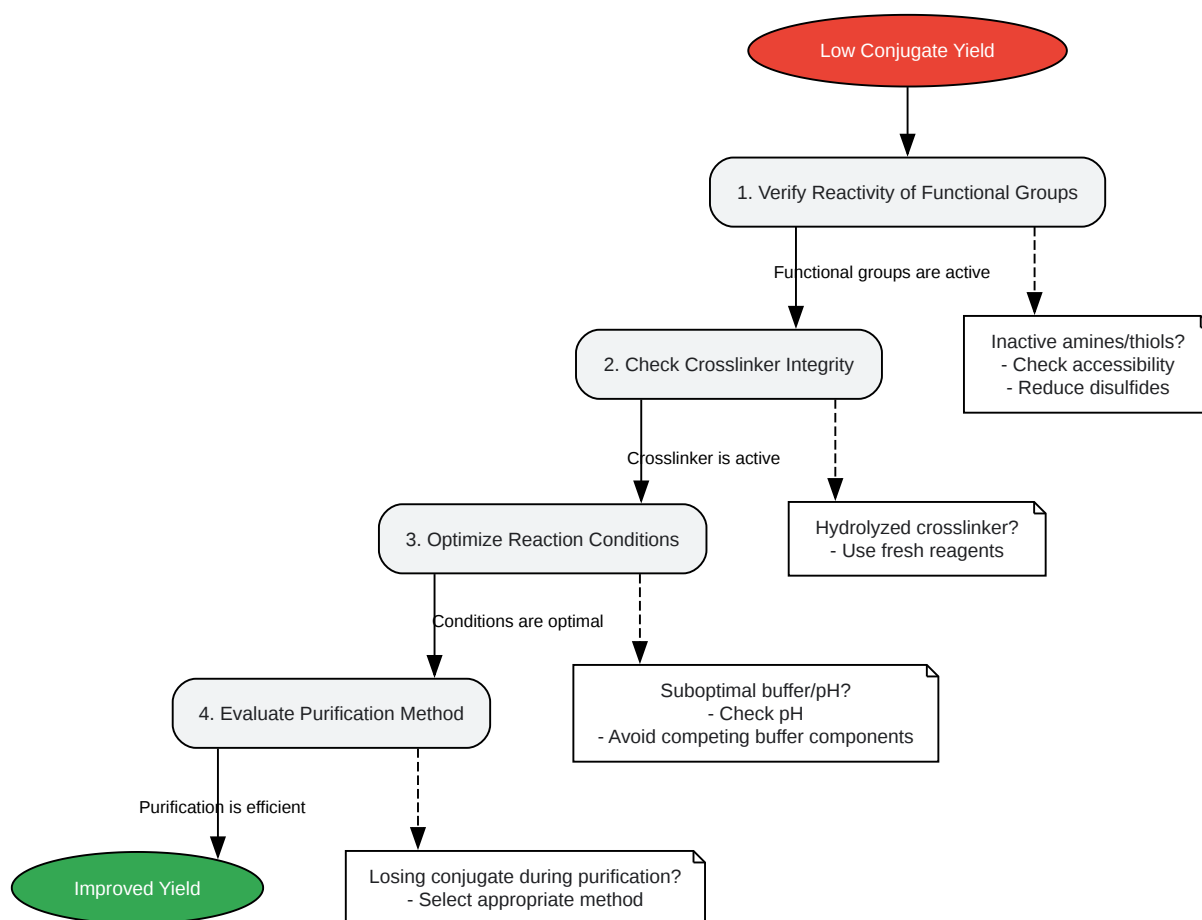 Low Conjugate Yield
1. Verify Reactivity of Functional Groups
Functional groups are active
Inactive amines/thiols?
- Check accessibility
- Reduce disulfides
2. Check Crosslinker Integrity
Crosslinker is active
Hydrolyzed crosslinker?
- Use fresh reagents
3. Optimize Reaction Conditions
Conditions are optimal
Suboptimal buffer/pH?
- Check pH
- Avoid competing buffer components
4. Evaluate Purification Method
Purification is efficient
Losing conjugate during purification?
- Select appropriate method
Improved Yield